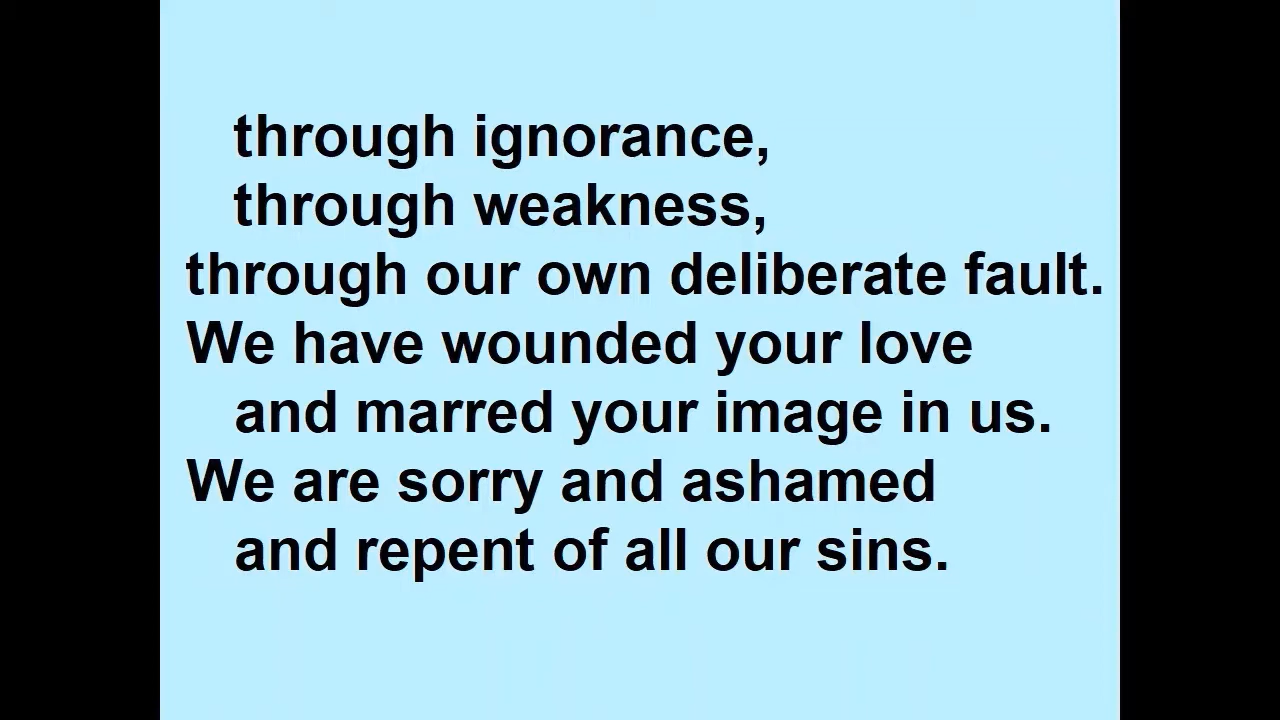 through ignorance,
through weakness,
through our own deliberate fault.
We have wounded your love
and marred your image in us.
We are sorry and ashamed
and repent of all our sins.